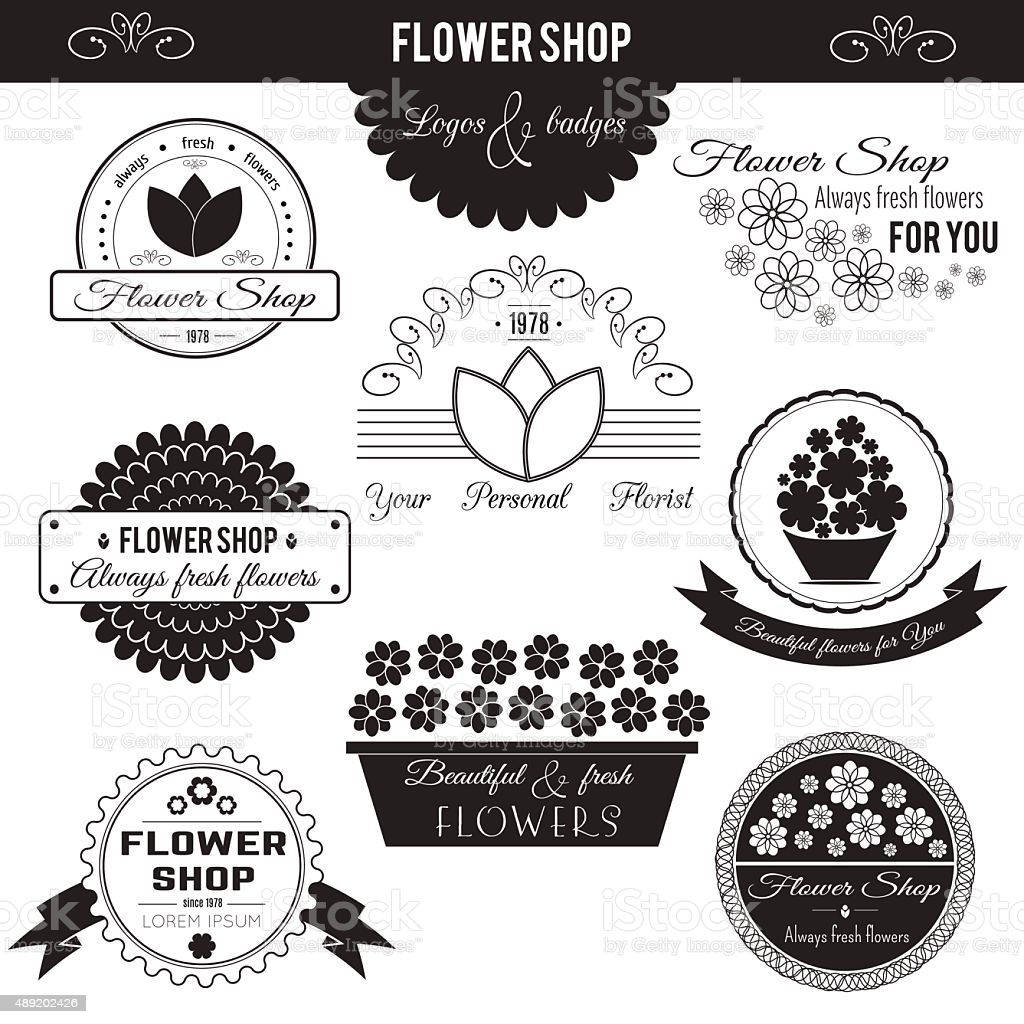 FLOWER SHOP
Logos & badges
always • fresh • flowers
Flower Shop
1978
Flower Shop
Always fresh flowers
FOR YOU
• 1978 •
Your Personal Florist
FLOWER SHOP
Always fresh flowers
Beautiful flowers for You
Beautiful & fresh
FLOWERS
FLOWER
SHOP
since 1978
LOREM IPSUM
Flower Shop
Always fresh flowers
iStock
by Getty Images™
489202426